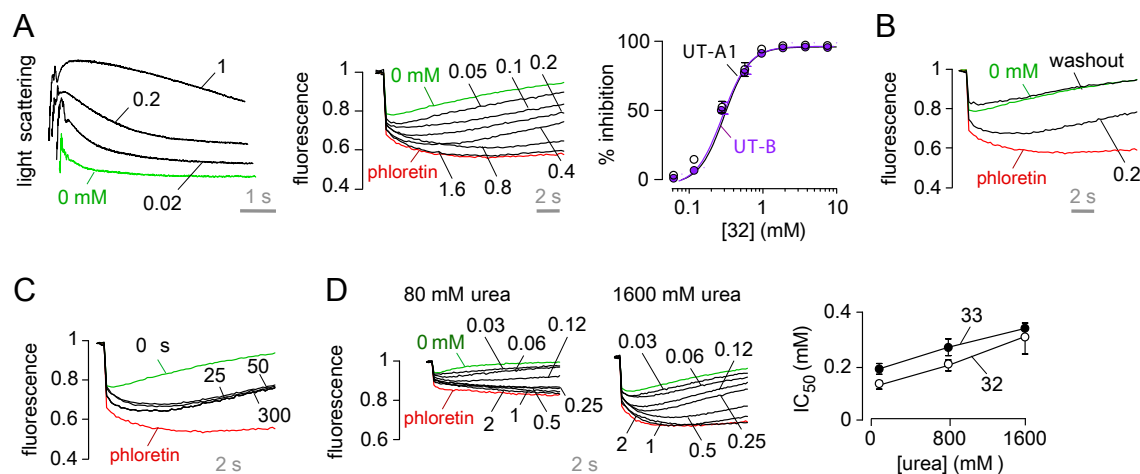 A
light scattering
1
0.2
0 mM
0.02
1 s
fluorescence
1
0.8
0.6
0.4
0 mM
0.05
0.1
0.2
phloretin
1.6
0.8
0.4
2 s
% inhibition
100
50
0
UT-A1
UT-B
0.1
1
10
[32] (mM)
B
fluorescence
1
0.8
0.6
0.4
0 mM
washout
phloretin
0.2
2 s
C
fluorescence
1
0.8
0.6
0.4
0 s
25
50
300
phloretin
2 s
D
80 mM urea
fluorescence
1
0.8
0.6
0 mM
0.03
0.06
0.12
phloretin
2
1
0.5
0.25
2 s
1600 mM urea
0.03
0.06
0.12
2
1
0.5
0.25
IC50 (mM)
0.4
0.2
0
33
32
0
800
1600
[urea] (mM )